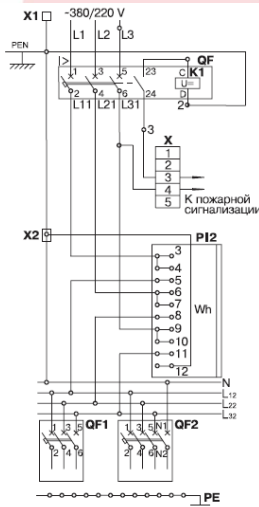 X1 ~380/220 V
L1 L2 L3
PEN
I> QF
1 3 5 23 C K1
U=
2 4 6 24 D
L11 L21 L31 2
3
X
1
2
3
4
5
К пожарной
сигнализации
X2 PI2
3
4
5
6
7
8
9
10
11
12
Wh
N
L12
L22
L32
1 3 5 QF1 1 3 5 N1 QF2
2 4 6 2 4 6 N2
PE